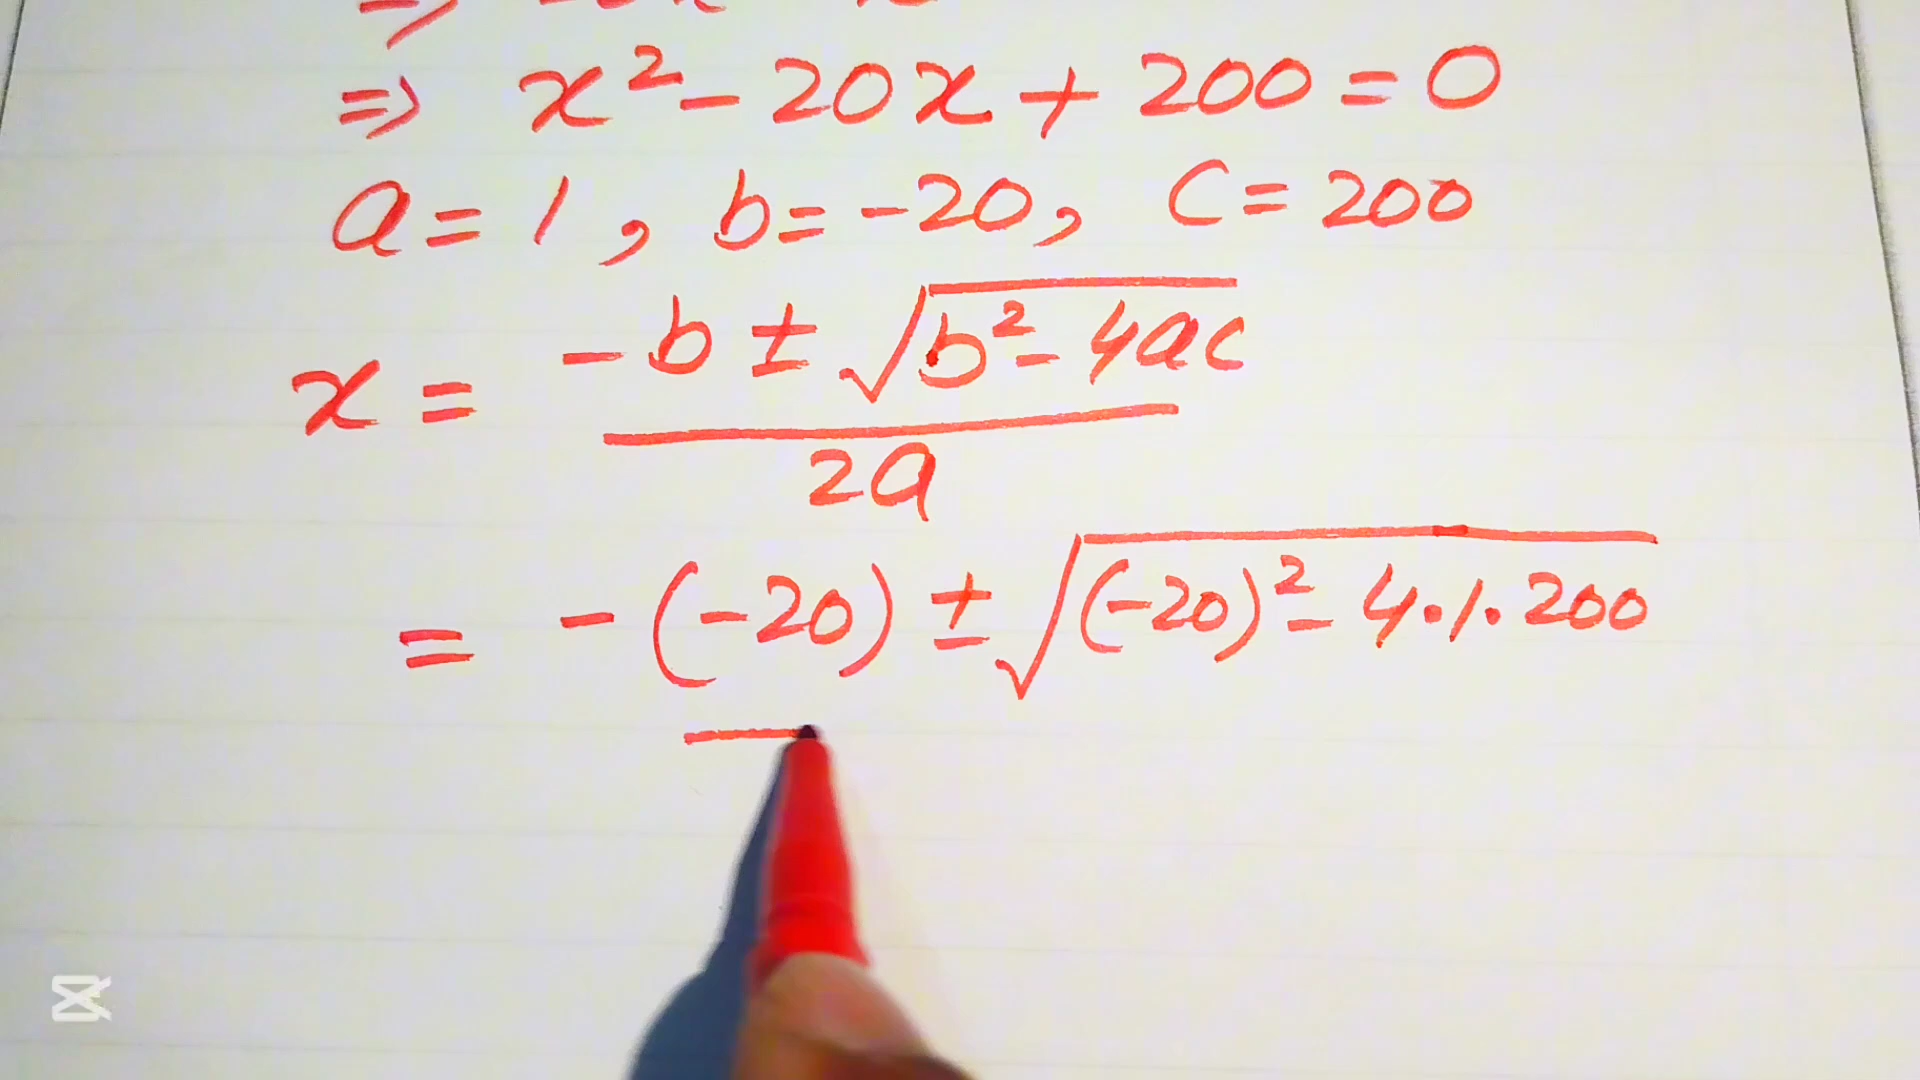 => x² - 20x + 200 = 0
a = 1, b = -20, c = 200
x = -b ± √b² - 4ac
2a
= -(-20) ± √(-20)² - 4.1.200